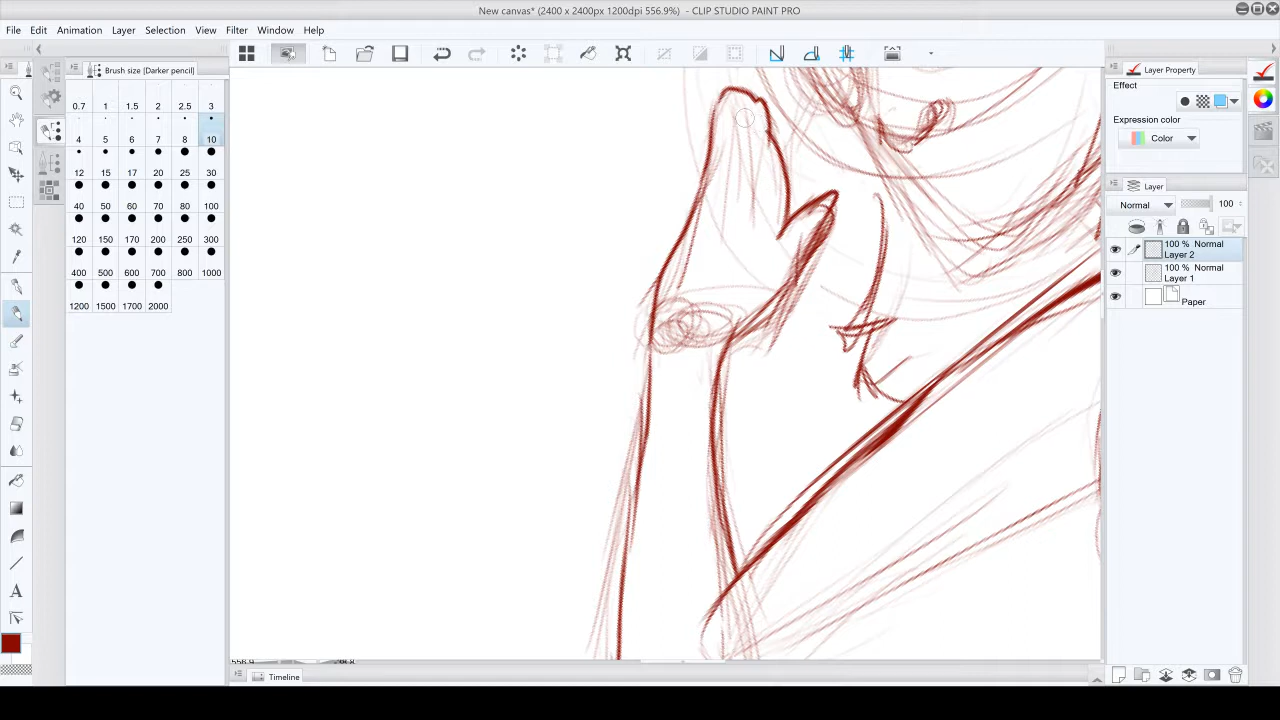 New canvas* (2400 x 2400px 1200dpi 556.9%) - CLIP STUDIO PAINT PRO
File Edit Animation Layer Selection View Filter Window Help
Brush size [Darker pencil]
0.7 1 1.5 2 2.5 3
4 5 6 7 8 10
12 15 17 20 25 30
40 50 60 70 80 100
120 150 170 200 250 300
400 500 600 700 800 1000
1200 1500 1700 2000
Layer Property
Effect
Expression color
Color
Layer
Normal 100
100 % Normal
Layer 2
100 % Normal
Layer 1
Paper
556.9
Timeline